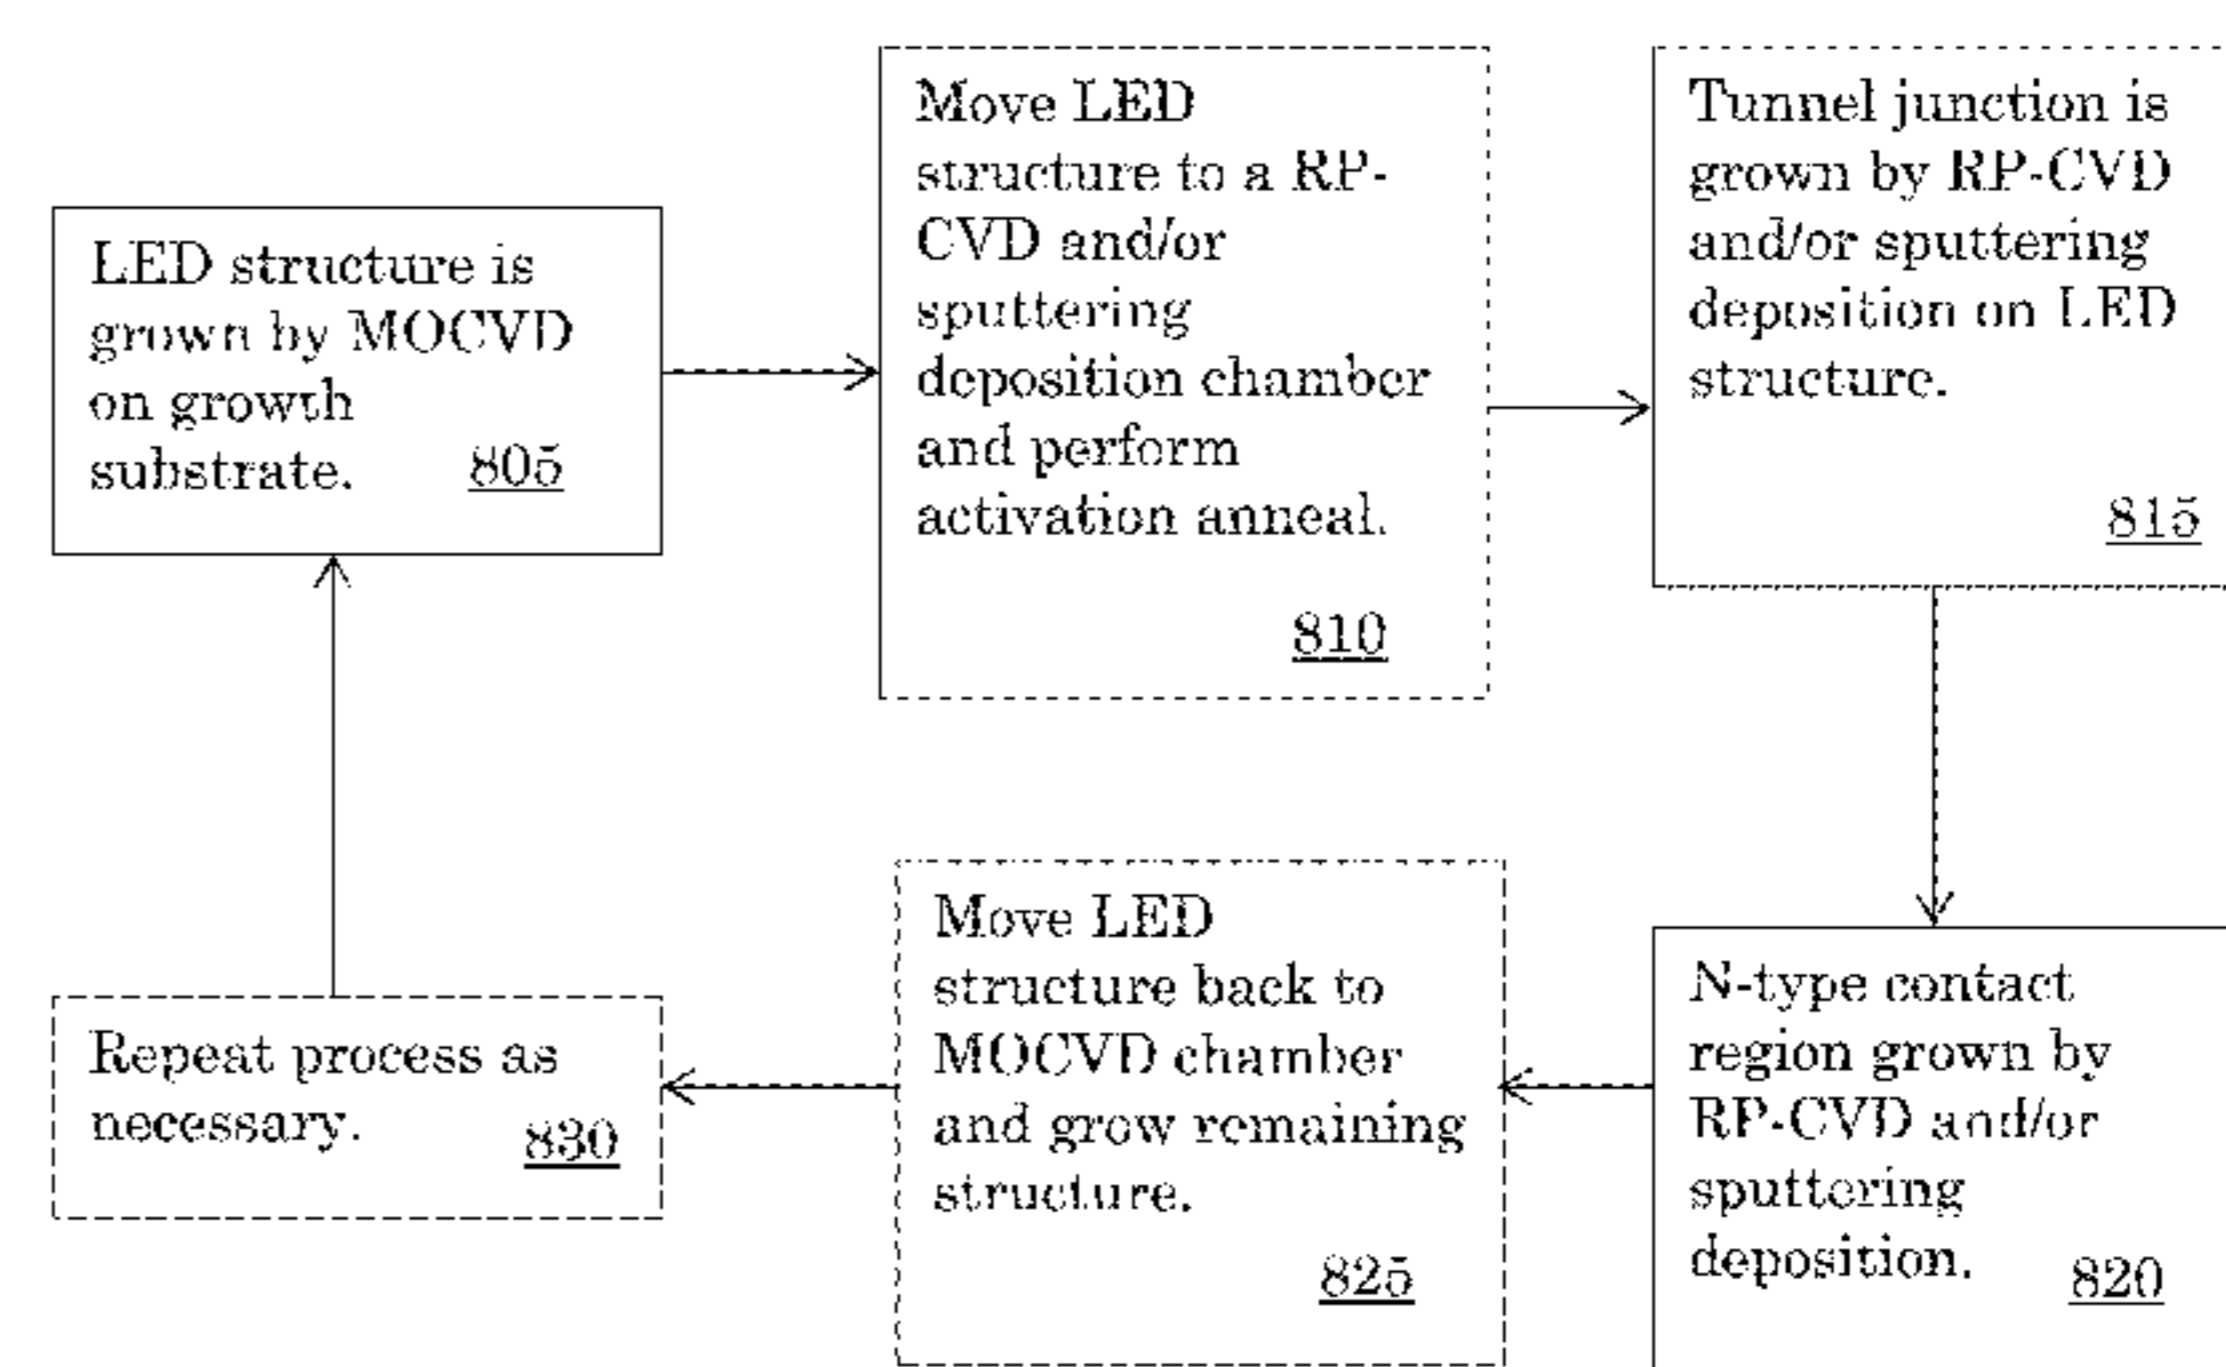 LED structure is
grown by MOCVD
on growth
substrate. 805
Move LED
structure to a RP-
CVD and/or
sputtering
deposition chamber
and perform
activation anneal.
810
Tunnel junction is
grown by RP-CVD
and/or sputtering
deposition on LED
structure.
815
N-type contact
region grown by
RP-CVD and/or
sputtering
deposition. 820
Move LED
structure back to
MOCVD chamber
and grow remaining
structure.
825
Repeat process as
necessary. 830